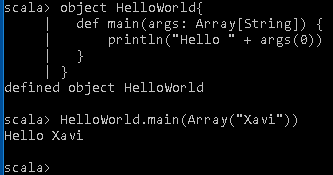 scala> object HelloWorld{
     |    def main(args: Array[String]) {
     |       println("Hello " + args(0))
     |    }
     | }
defined object HelloWorld

scala> HelloWorld.main(Array("Xavi"))
Hello Xavi

scala>